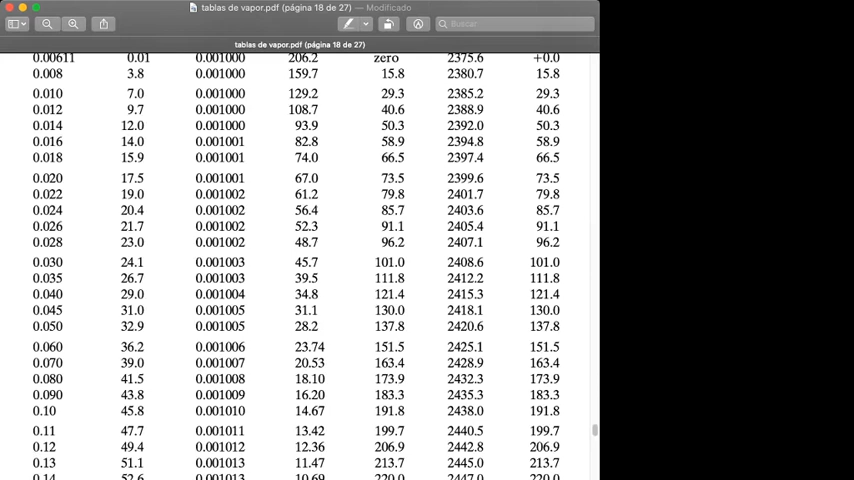 tablas de vapor.pdf (página 18 de 27) — Modificado
Buscar
tablas de vapor.pdf (página 18 de 27)
0.00611 0.01 0.001000 206.2 zero 2375.6 +0.0
0.008 3.8 0.001000 159.7 15.8 2380.7 15.8
0.010 7.0 0.001000 129.2 29.3 2385.2 29.3
0.012 9.7 0.001000 108.7 40.6 2388.9 40.6
0.014 12.0 0.001000 93.9 50.3 2392.0 50.3
0.016 14.0 0.001001 82.8 58.9 2394.8 58.9
0.018 15.9 0.001001 74.0 66.5 2397.4 66.5
0.020 17.5 0.001001 67.0 73.5 2399.6 73.5
0.022 19.0 0.001002 61.2 79.8 2401.7 79.8
0.024 20.4 0.001002 56.4 85.7 2403.6 85.7
0.026 21.7 0.001002 52.3 91.1 2405.4 91.1
0.028 23.0 0.001002 48.7 96.2 2407.1 96.2
0.030 24.1 0.001003 45.7 101.0 2408.6 101.0
0.035 26.7 0.001003 39.5 111.8 2412.2 111.8
0.040 29.0 0.001004 34.8 121.4 2415.3 121.4
0.045 31.0 0.001005 31.1 130.0 2418.1 130.0
0.050 32.9 0.001005 28.2 137.8 2420.6 137.8
0.060 36.2 0.001006 23.74 151.5 2425.1 151.5
0.070 39.0 0.001007 20.53 163.4 2428.9 163.4
0.080 41.5 0.001009 18.10 173.9 2432.3 173.9
0.090 43.8 0.001009 16.20 183.3 2435.3 183.3
0.10 45.8 0.001010 14.67 191.8 2438.0 191.8
0.11 47.7 0.001011 13.42 199.7 2440.5 199.7
0.12 49.4 0.001012 12.36 206.9 2442.8 206.9
0.13 51.1 0.001013 11.47 213.7 2445.0 213.7
0.14 52.6 0.001013 10.69 220.0 2447.0 220.0